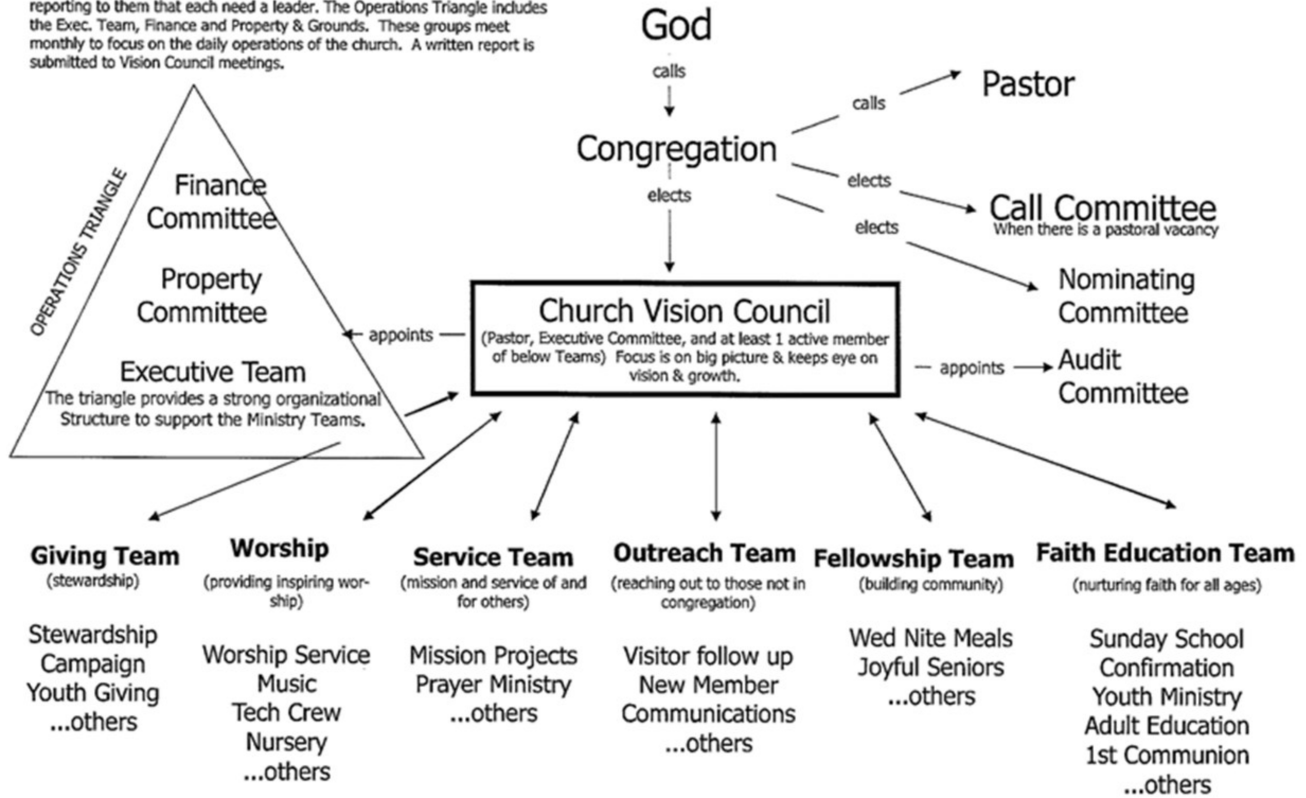 reporting to them that each need a leader. The Operations Triangle includes
the Exec. Team, Finance and Property & Grounds. These groups meet
monthly to focus on the daily operations of the church. A written report is
submitted to Vision Council meetings.
God
calls
Congregation
calls
Pastor
elects
Call Committee
When there is a pastoral vacancy
elects
Nominating
Committee
elects
OPERATIONS TRIANGLE
Finance
Committee
Property
Committee
Executive Team
The triangle provides a strong organizational
Structure to support the Ministry Teams.
appoints
Church Vision Council
(Pastor, Executive Committee, and at least 1 active member
of below Teams) Focus is on big picture & keeps eye on
vision & growth.
appoints
Audit
Committee
Giving Team
(stewardship)
Stewardship
Campaign
Youth Giving
...others
Worship
(providing inspiring wor-
ship)
Worship Service
Music
Tech Crew
Nursery
...others
Service Team
(mission and service of and
for others)
Mission Projects
Prayer Ministry
...others
Outreach Team
(reaching out to those not in
congregation)
Visitor follow up
New Member
Communications
...others
Fellowship Team
(building community)
Wed Nite Meals
Joyful Seniors
...others
Faith Education Team
(nurturing faith for all ages)
Sunday School
Confirmation
Youth Ministry
Adult Education
1st Communion
...others